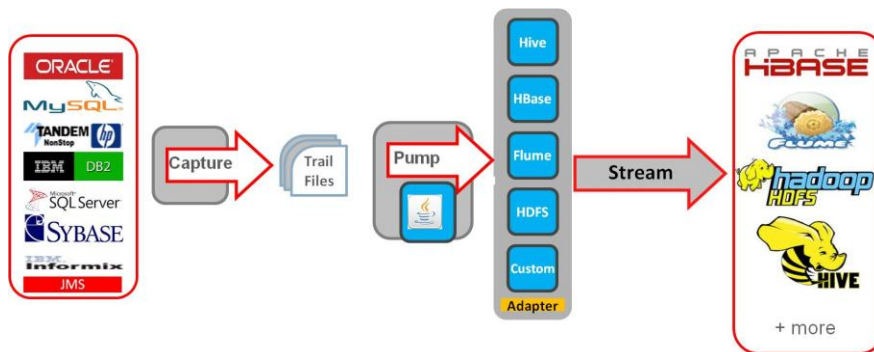 ORACLE®
MySQL®
TANDEM
NonStop
hp
IBM DB2
Microsoft®
SQL Server
SYBASE
IBM.
Informix
JMS
Capture
Trail
Files
Pump
Hive
HBase
Flume
HDFS
Custom
Adapter
Stream
APACHE
HBASE
FLUME
hadoop
HDFS
HIVE
+ more